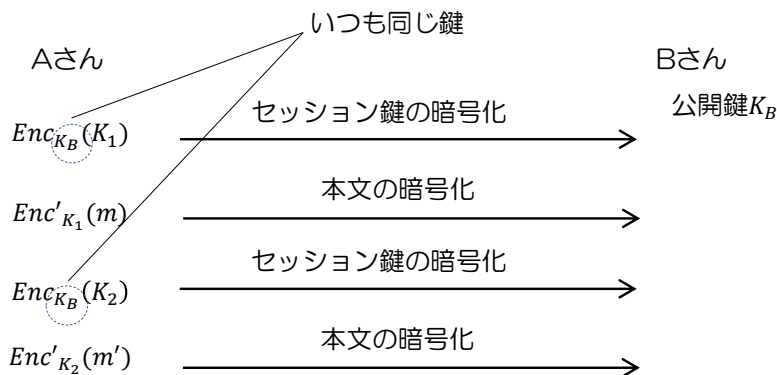 いつも同じ鍵
Aさん
Bさん
セッション鍵の暗号化
公開鍵K_B
Enc_{K_B}(K_1)
本文の暗号化
Enc'_{K_1}(m)
セッション鍵の暗号化
Enc_{K_B}(K_2)
本文の暗号化
Enc'_{K_2}(m')